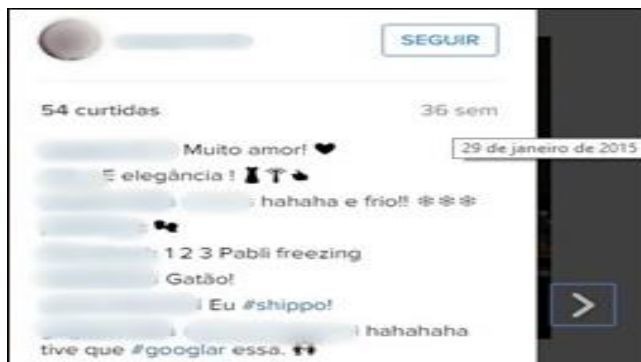 SEGUIR
54 curtidas 36 sem
29 de janeiro de 2015
Muito amor!
E elegância !
hahaha e frio!!
: 1 2 3 Pabli freezing
Gatão!
Eu #shippo!
hahahaha
tive que #googlar essa.